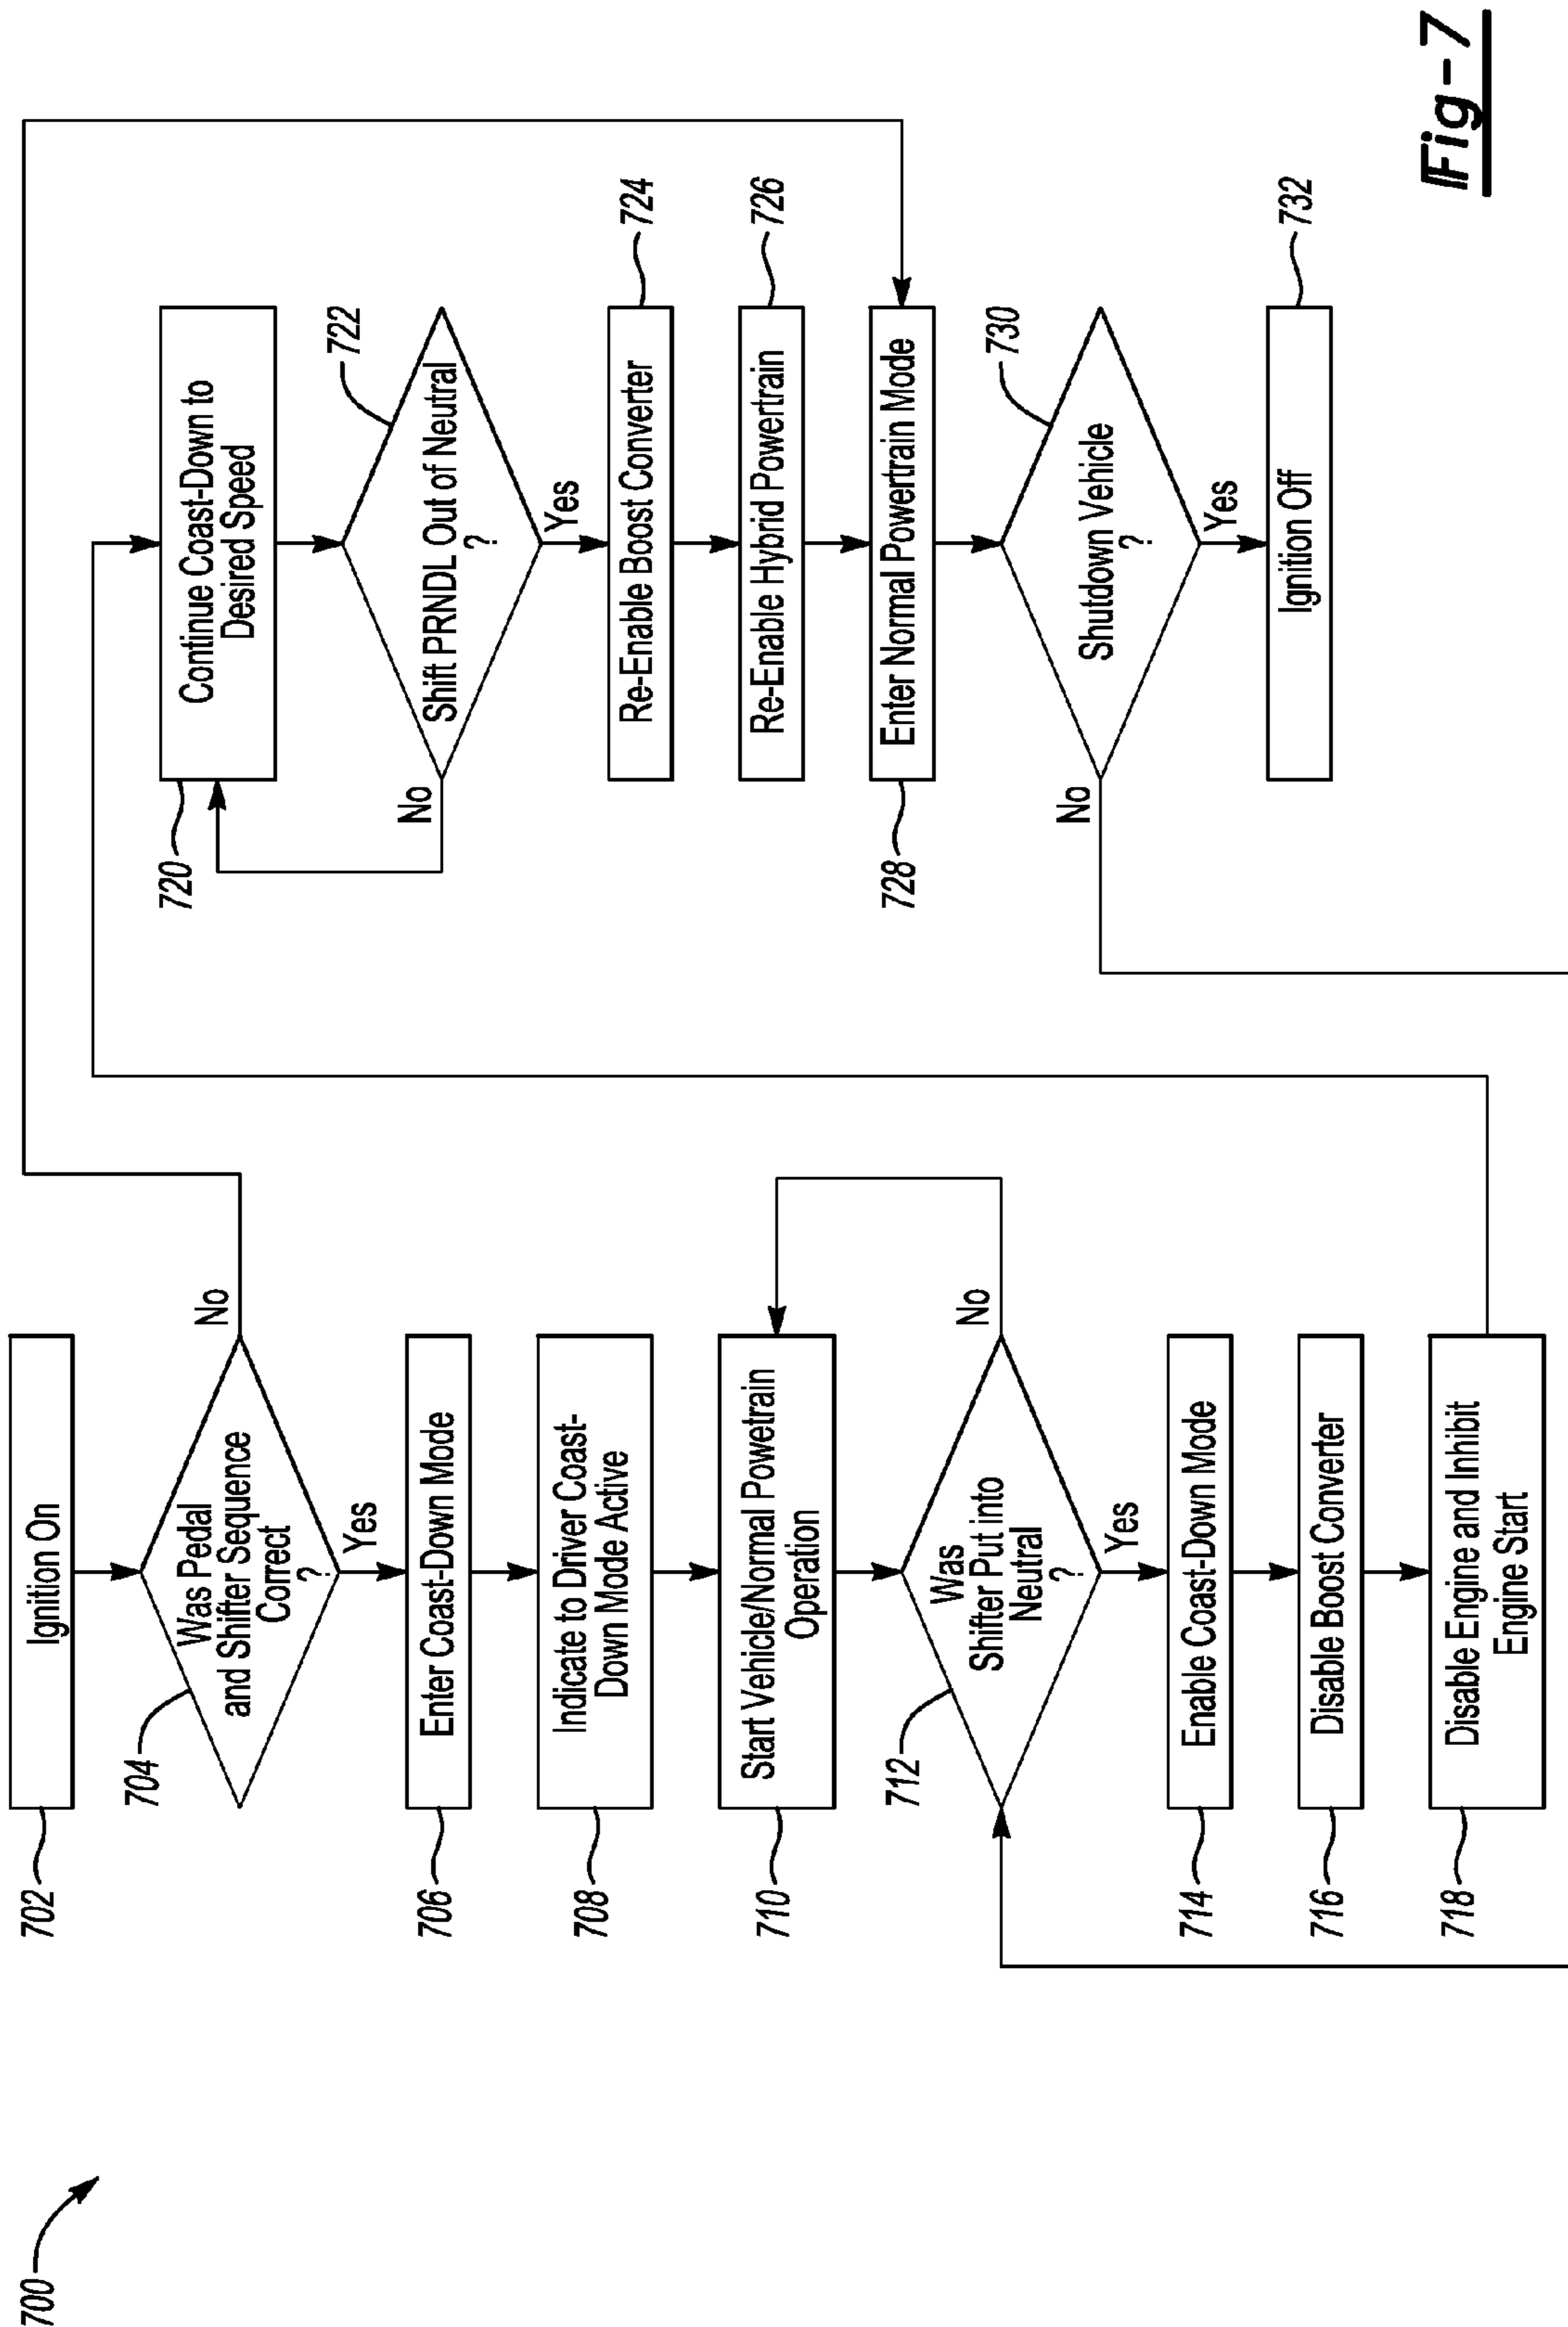 700
702
Ignition On
704
Was Pedal
and Shifter Sequence
Correct
?
No
Yes
706
Enter Coast-Down Mode
708
Indicate to Driver Coast-
Down Mode Active
710
Start Vehicle/Normal Powetrain
Operation
712
Was
Shifter Put into
Neutral
?
No
Yes
714
Enable Coast-Down Mode
716
Disable Boost Converter
718
Disable Engine and Inhibit
Engine Start
720
Continue Coast-Down to
Desired Speed
722
Shift PRNDL Out of Neutral
?
No
Yes
724
Re-Enable Boost Converter
726
Re-Enable Hybrid Powertrain
728
Enter Normal Powertrain Mode
730
Shutdown Vehicle
?
No
Yes
732
Ignition Off
Fig-7